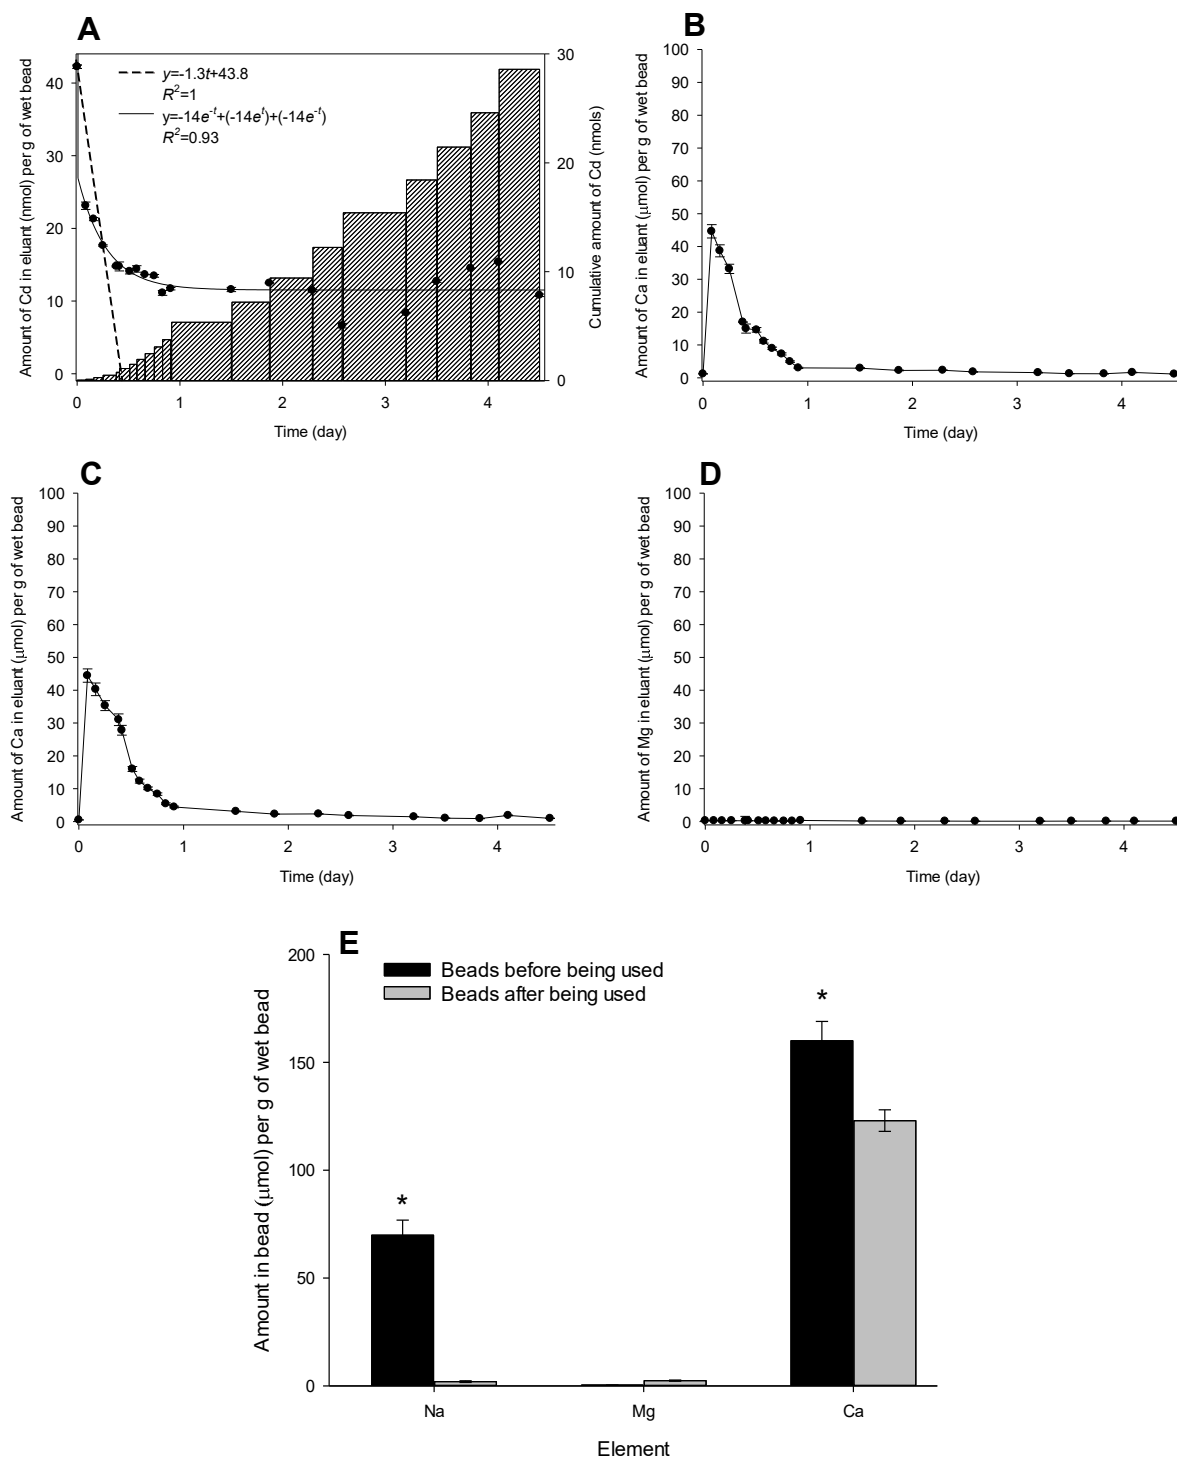 A
y=-1.3t+43.8
R²=1
y=-14e⁻ᵗ+(-14eᵗ)+(-14e⁻ᵗ)
R²=0.93
Amount of Cd in eluant (nmol) per g of wet bead
40
30
20
10
0
30
20
10
0
Cumulative amount of Cd (nmols)
0 1 2 3 4
Time (day)
B
Amount of Ca in eluant (μmol) per g of wet bead
100
90
80
70
60
50
40
30
20
10
0
0 1 2 3 4
Time (day)
C
Amount of Ca in eluant (μmol) per g of wet bead
100
90
80
70
60
50
40
30
20
10
0
0 1 2 3 4
Time (day)
D
Amount of Mg in eluant (μmol) per g of wet bead
100
90
80
70
60
50
40
30
20
10
0
0 1 2 3 4
Time (day)
E
Beads before being used
Beads after being used
Amount in bead (μmol) per g of wet bead
200
150
100
50
0
*
*
Na Mg Ca
Element